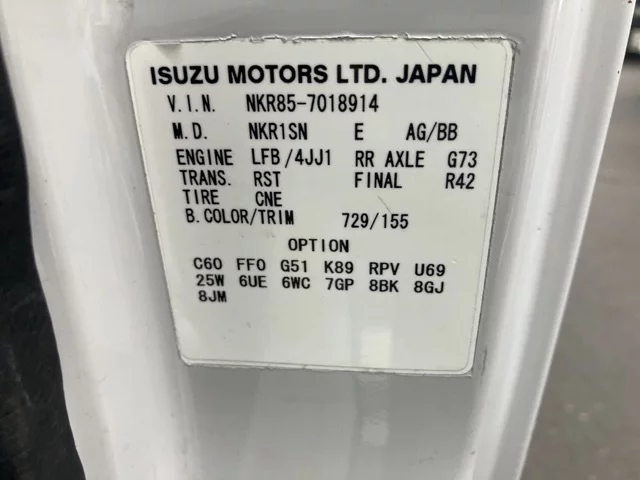 ISUZU MOTORS LTD. JAPAN
V.I.N. NKR85-7018914
M.D. NKR1SN E AG/BB
ENGINE LFB/4JJ1 RR AXLE G73
TRANS. RST FINAL R42
TIRE CNE
B.COLOR/TRIM 729/155
OPTION
C60 FF0 G51 K89 RPV U69
25W 6UE 6WC 7GP 8BK 8GJ
8JM